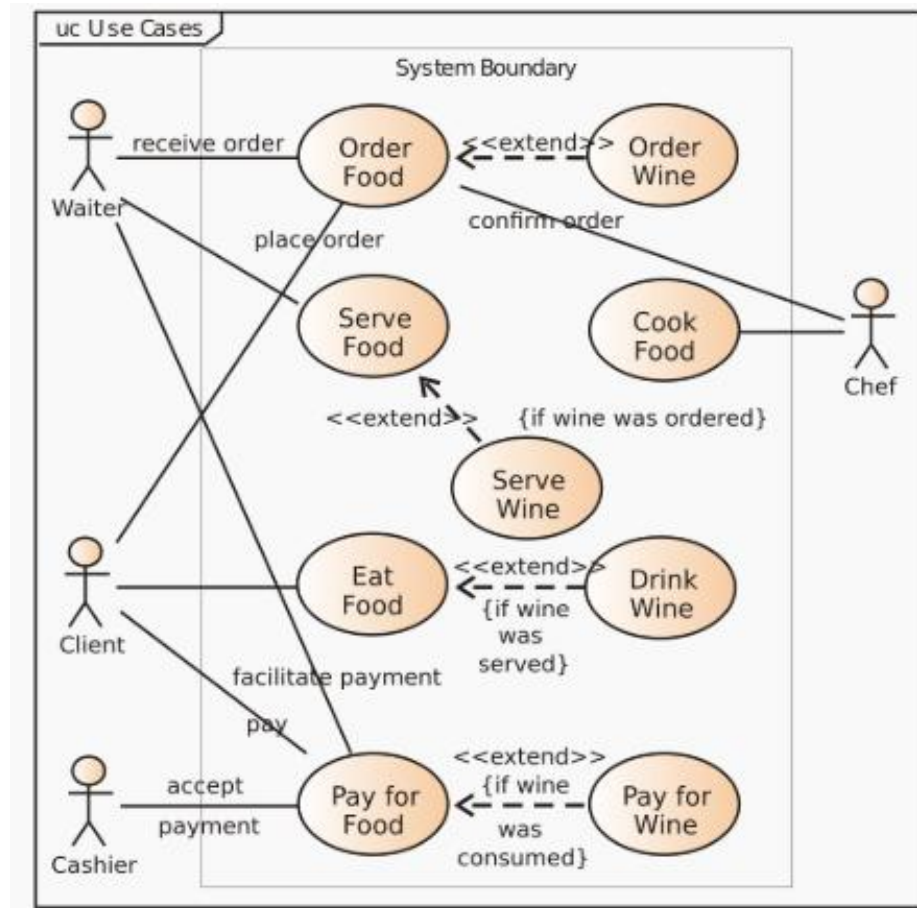 uc Use Cases
System Boundary
receive order
Order
Food
<<extend>>
Order
Wine
Waiter
place order
confirm order
Serve
Food
Cook
Food
Chef
<<extend>>
{if wine was ordered}
Serve
Wine
Client
Eat
Food
<<extend>>
{if wine
was
served}
Drink
Wine
facilitate payment
pay
accept
payment
Cashier
Pay for
Food
<<extend>>
{if wine
was
consumed}
Pay for
Wine